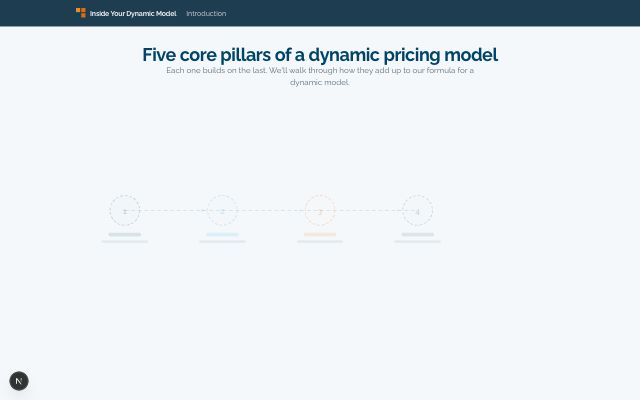 Inside Your Dynamic Model Introduction
Five core pillars of a dynamic pricing model
Each one builds on the last. We'll walk through how they add up to our formula for a
dynamic model.
1 2 3 4
N